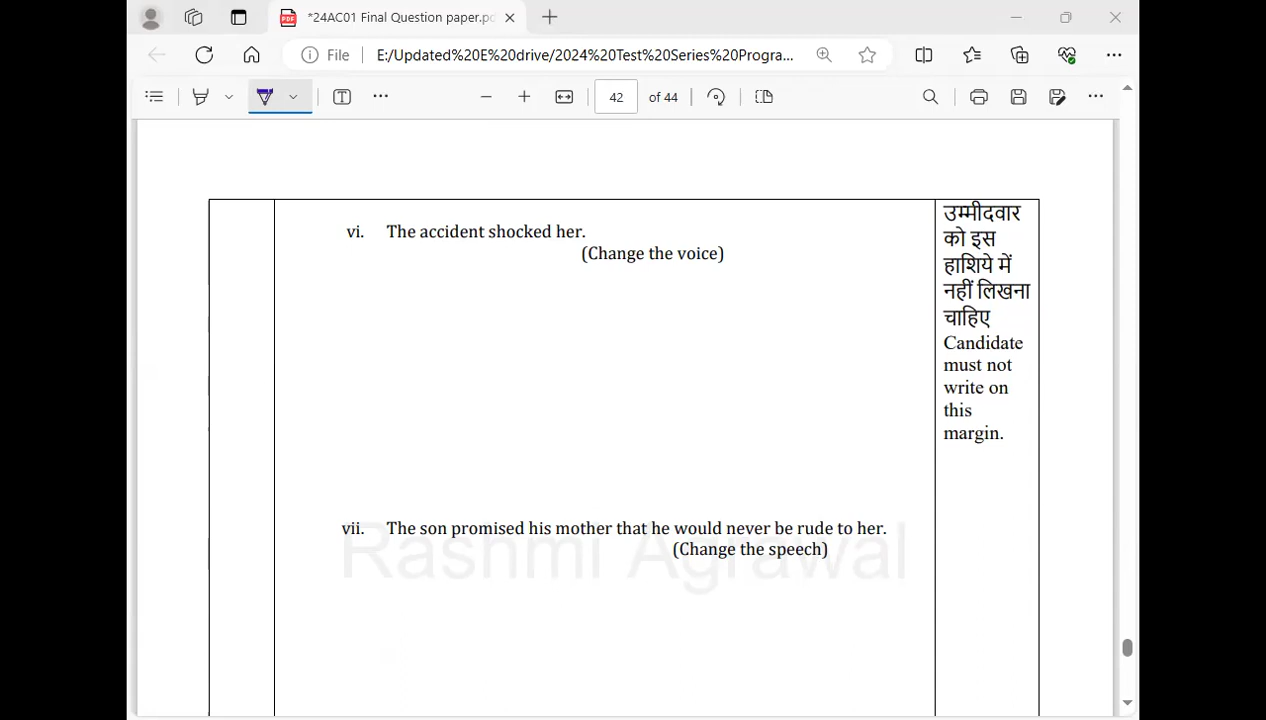 *24AC01 Final Question paper.pd
File E:/Updated%20E%20drive/2024%20Test%20Series%20Progra...
42 of 44
vi. The accident shocked her.
(Change the voice)
vii. The son promised his mother that he would never be rude to her.
(Change the speech)
Rashmi Agrawal
उम्मीदवार
को इस
हाशिये में
नहीं लिखना
चाहिए
Candidate
must not
write on
this
margin.